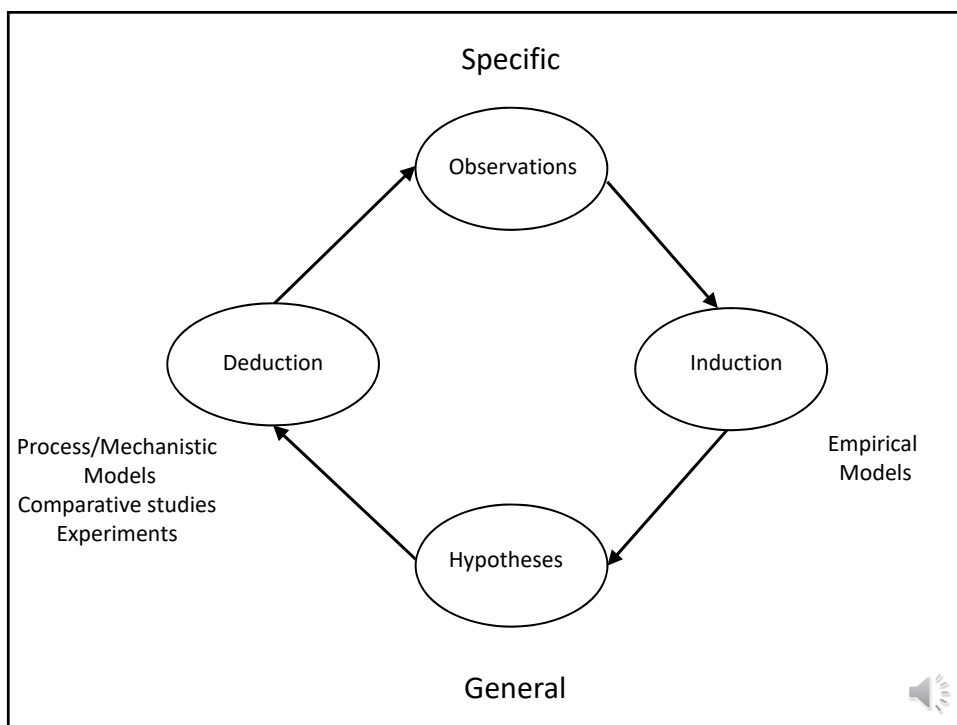 Specific
Observations
Deduction
Induction
Process/Mechanistic
Models
Comparative studies
Experiments
Empirical
Models
Hypotheses
General